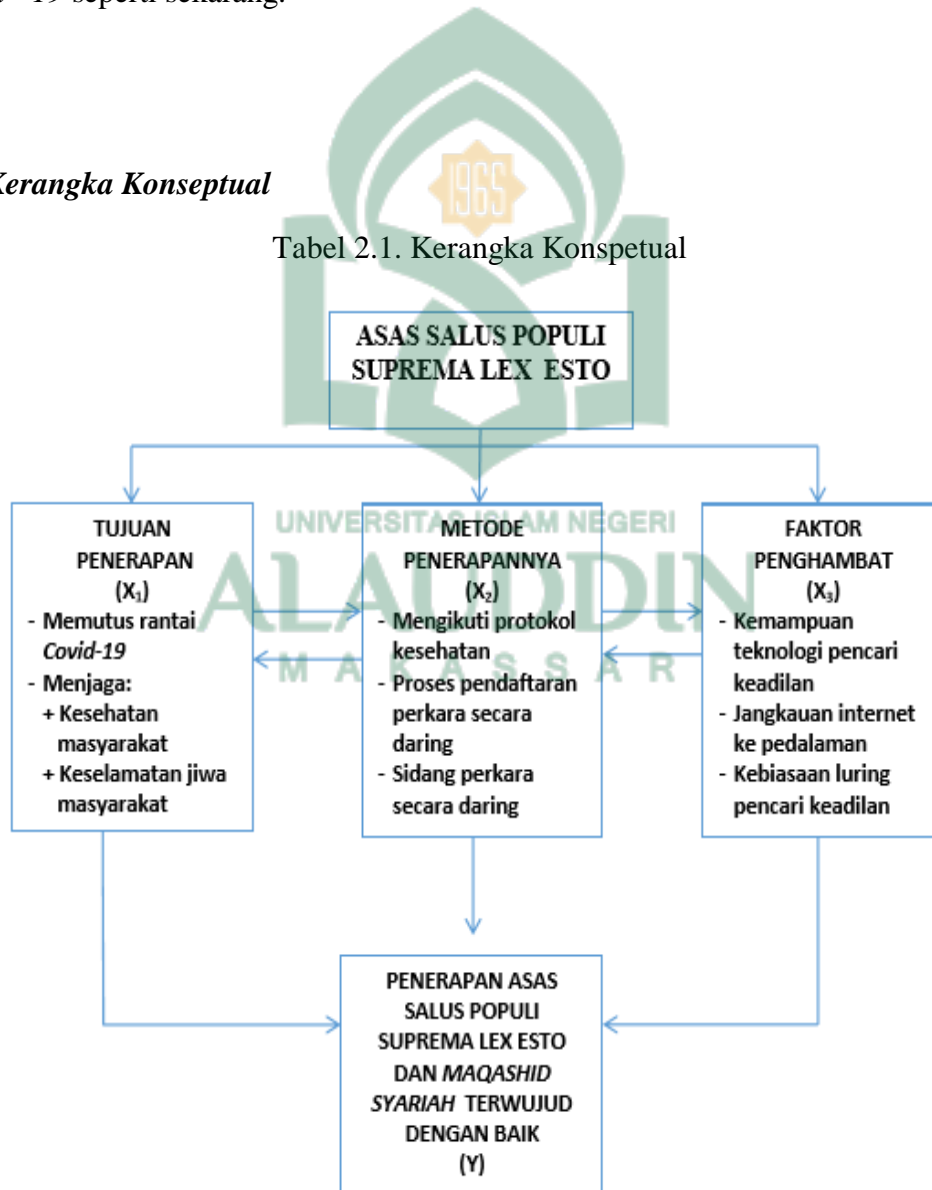 19 seperti sekarang.
Kerangka Konseptual
Tabel 2.1. Kerangka Konspetual
1965
ASAS SALUS POPULI
SUPREMA LEX ESTO
UNIVERSITAS ISLAM NEGERI
ALAUDDIN
MAKASSAR
TUJUAN
PENERAPAN
(X₁)
- Memutus rantai
Covid-19
- Menjaga:
+ Kesehatan
masyarakat
+ Keselamatan jiwa
masyarakat
METODE
PENERAPANNYA
(X₂)
- Mengikuti protokol
kesehatan
- Proses pendaftaran
perkara secara
daring
- Sidang perkara
secara daring
FAKTOR
PENGHAMBAT
(X₃)
- Kemampuan
teknologi pencari
keadilan
- Jangkauan internet
ke pedalaman
- Kebiasaan luring
pencari keadilan
PENERAPAN ASAS
SALUS POPULI
SUPREMA LEX ESTO
DAN MAQASHID
SYARIAH TERWUJUD
DENGAN BAIK
(Y)